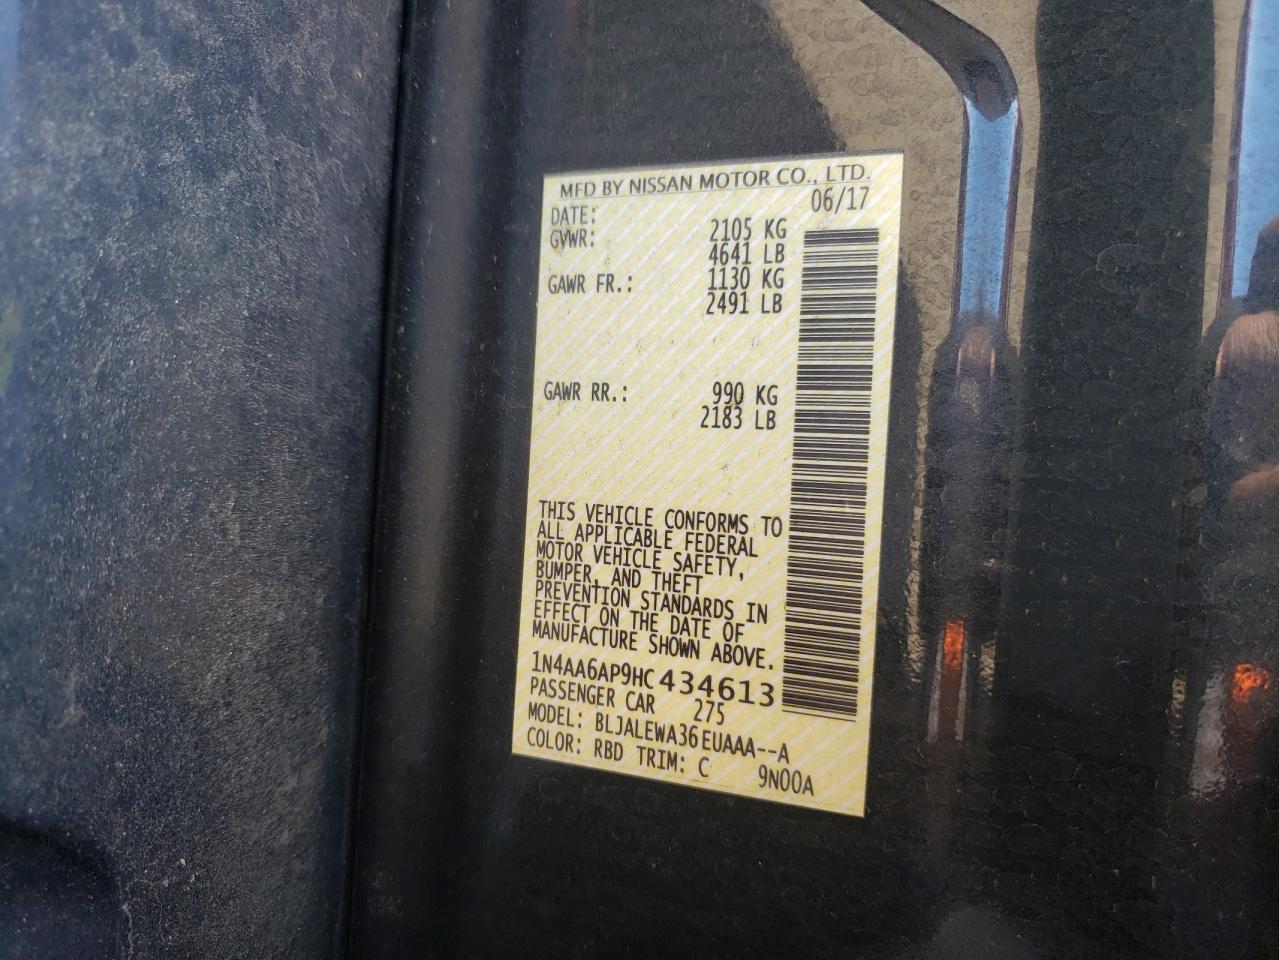 MFD BY NISSAN MOTOR CO., LTD.
DATE: 06/17
GVWR: 2105 KG
4641 LB
GAWR FR.: 1130 KG
2491 LB
GAWR RR.: 990 KG
2183 LB
THIS VEHICLE CONFORMS TO
ALL APPLICABLE FEDERAL
MOTOR VEHICLE SAFETY,
BUMPER, AND THEFT
PREVENTION STANDARDS IN
EFFECT ON THE DATE OF
MANUFACTURE SHOWN ABOVE.
1N4AA6AP9HC434613
PASSENGER CAR 275
MODEL: BLJALEWA36EUAAA--A
COLOR: RBD TRIM: C 9N00A